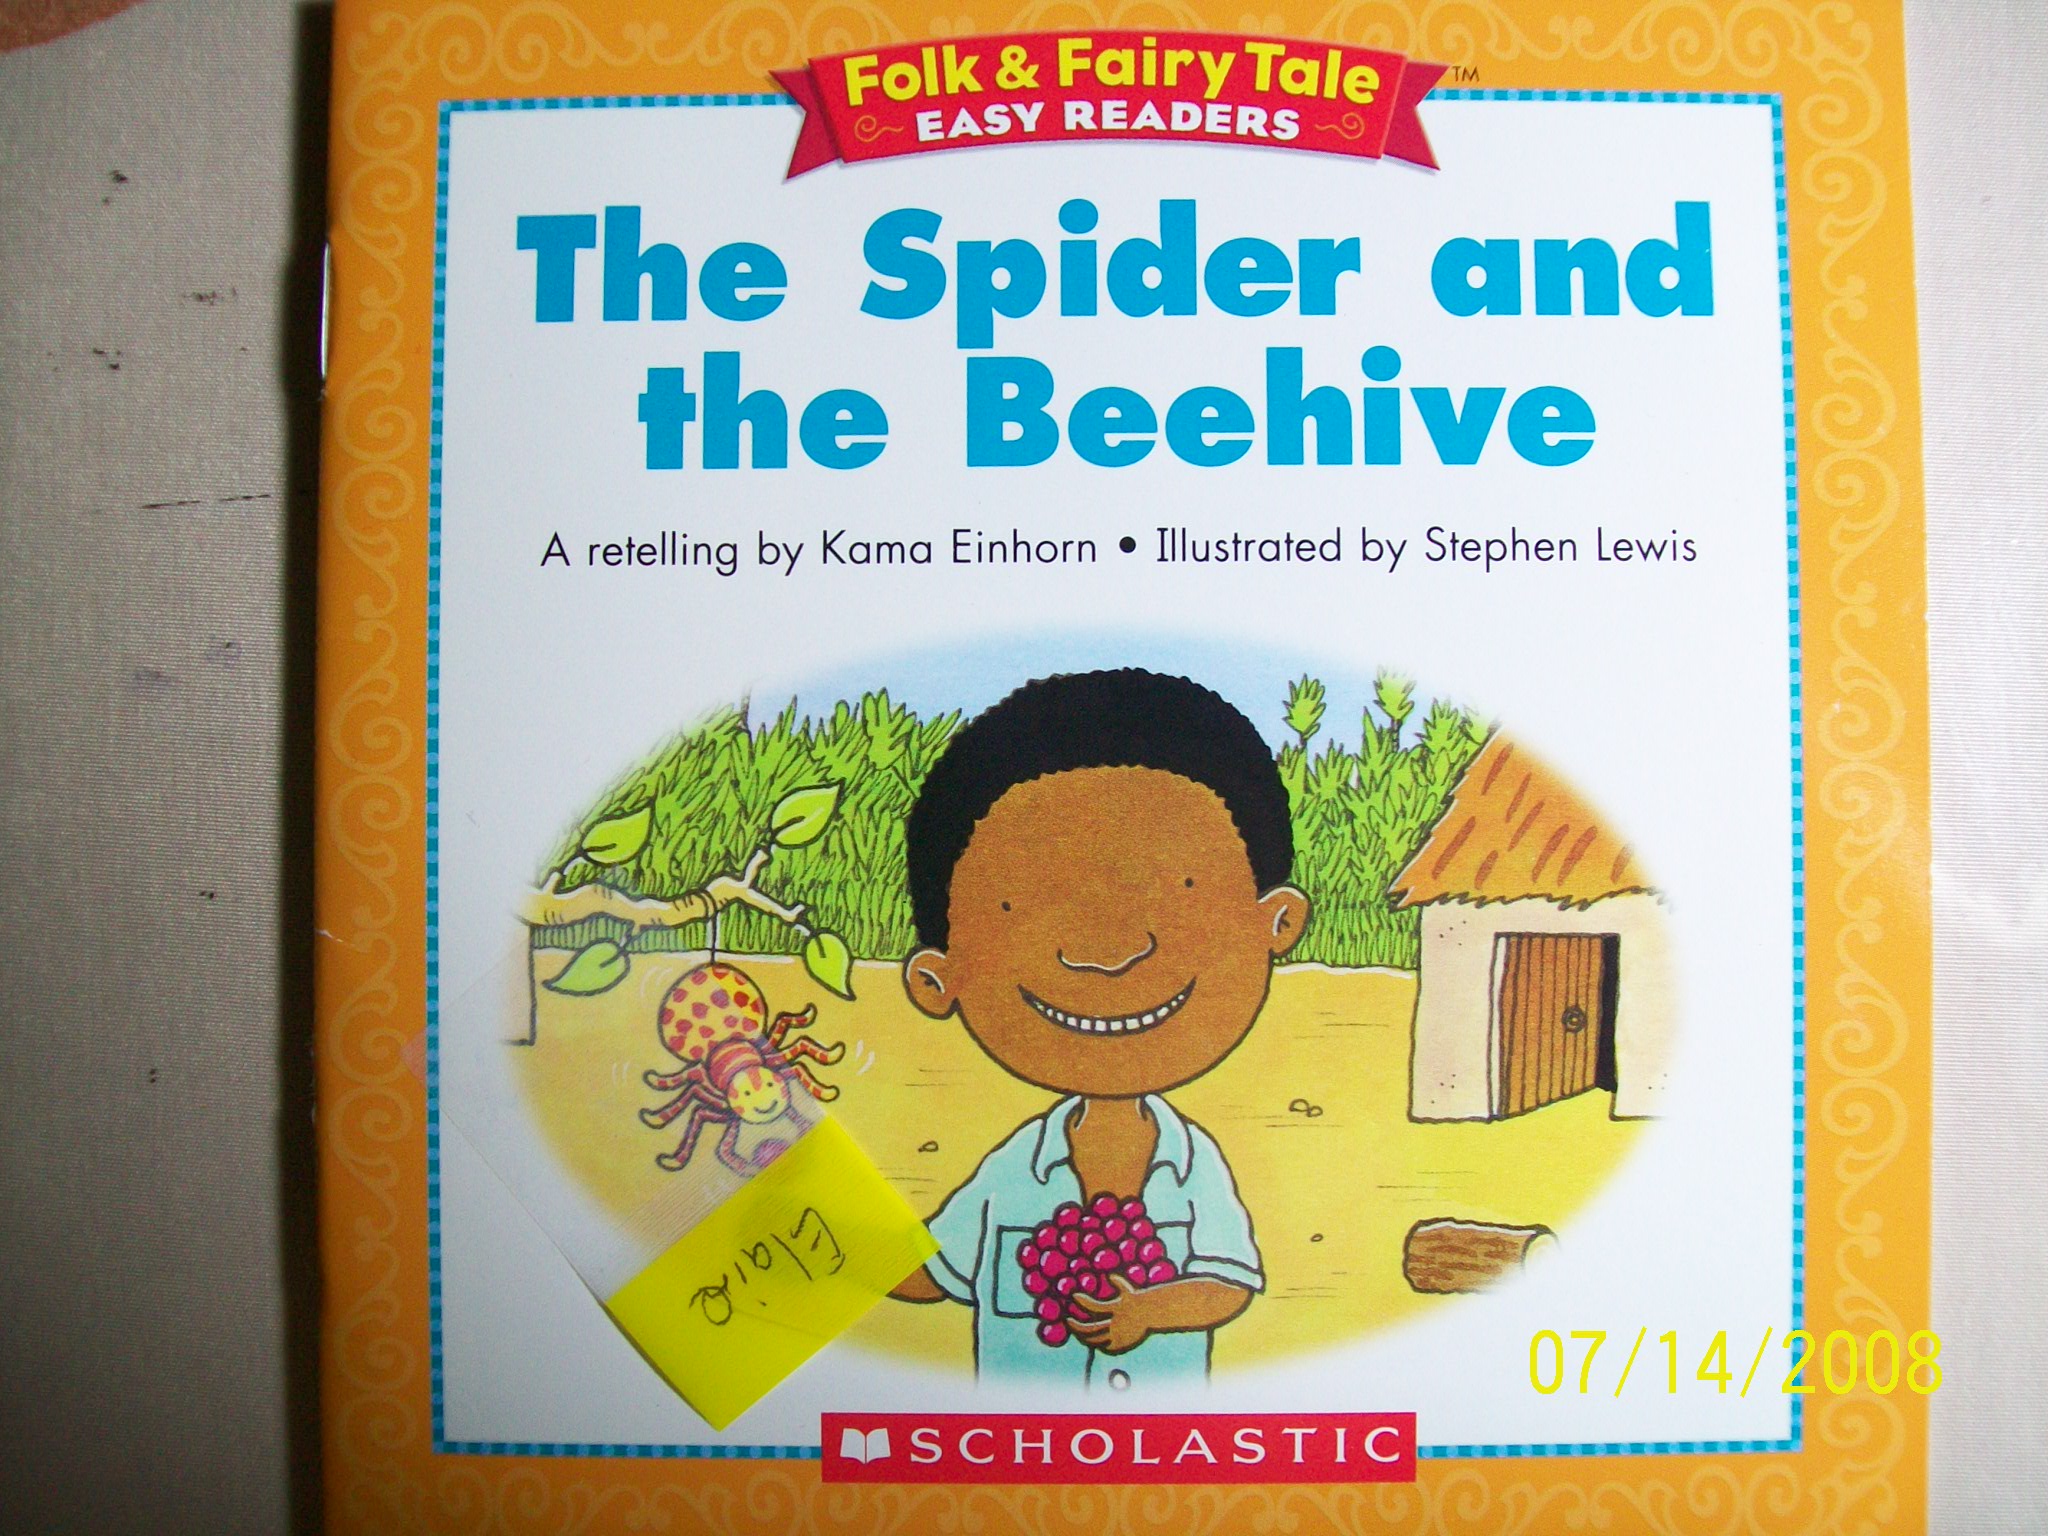 Folk & Fairy Tale™
EASY READERS
The Spider and
the Beehive
A retelling by Kama Einhorn • Illustrated by Stephen Lewis
Elaine
07/14/2008
SCHOLASTIC